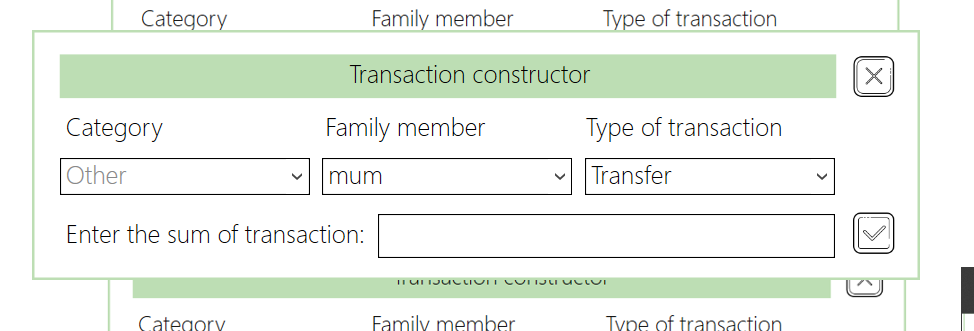 Category Family member Type of transaction
Transaction constructor
Category Family member Type of transaction
Other mum Transfer
Enter the sum of transaction:
Transaction constructor
Category Family member Type of transaction